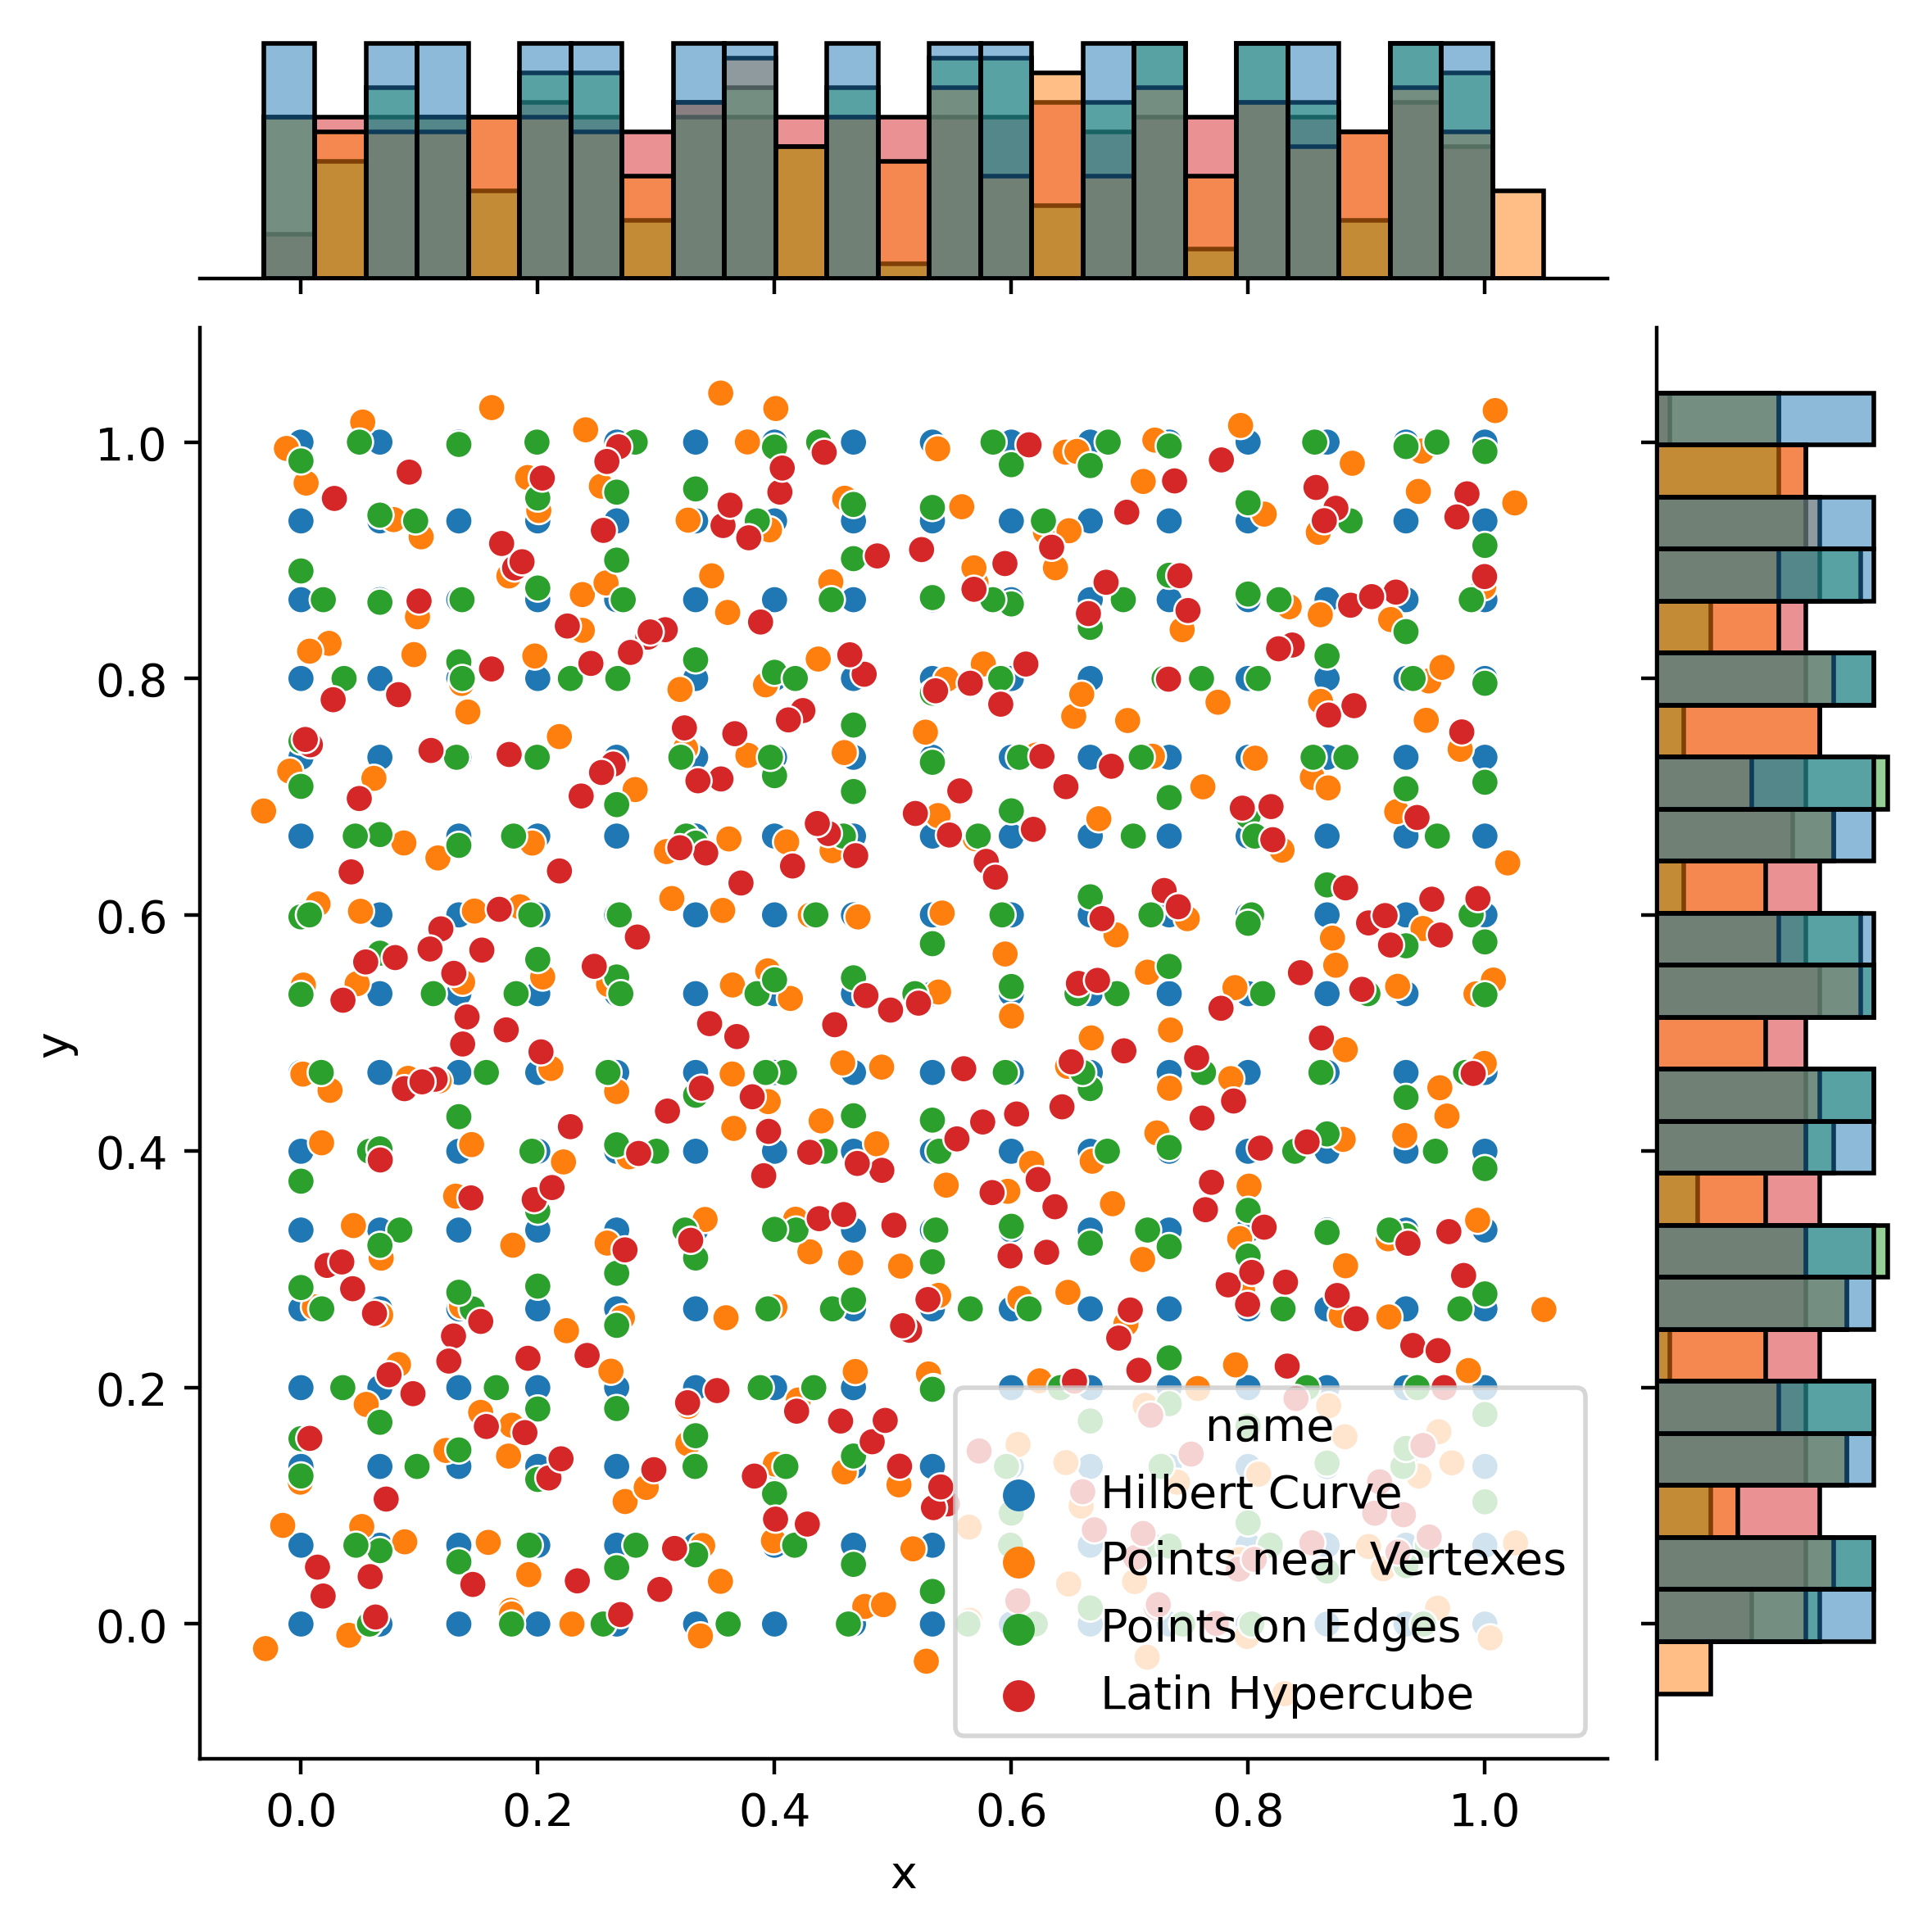 1.0
0.8
0.6
0.4
0.2
0.0
y
name
Hilbert Curve
Points near Vertexes
Points on Edges
Latin Hypercube
0.0 0.2 0.4 0.6 0.8 1.0
x